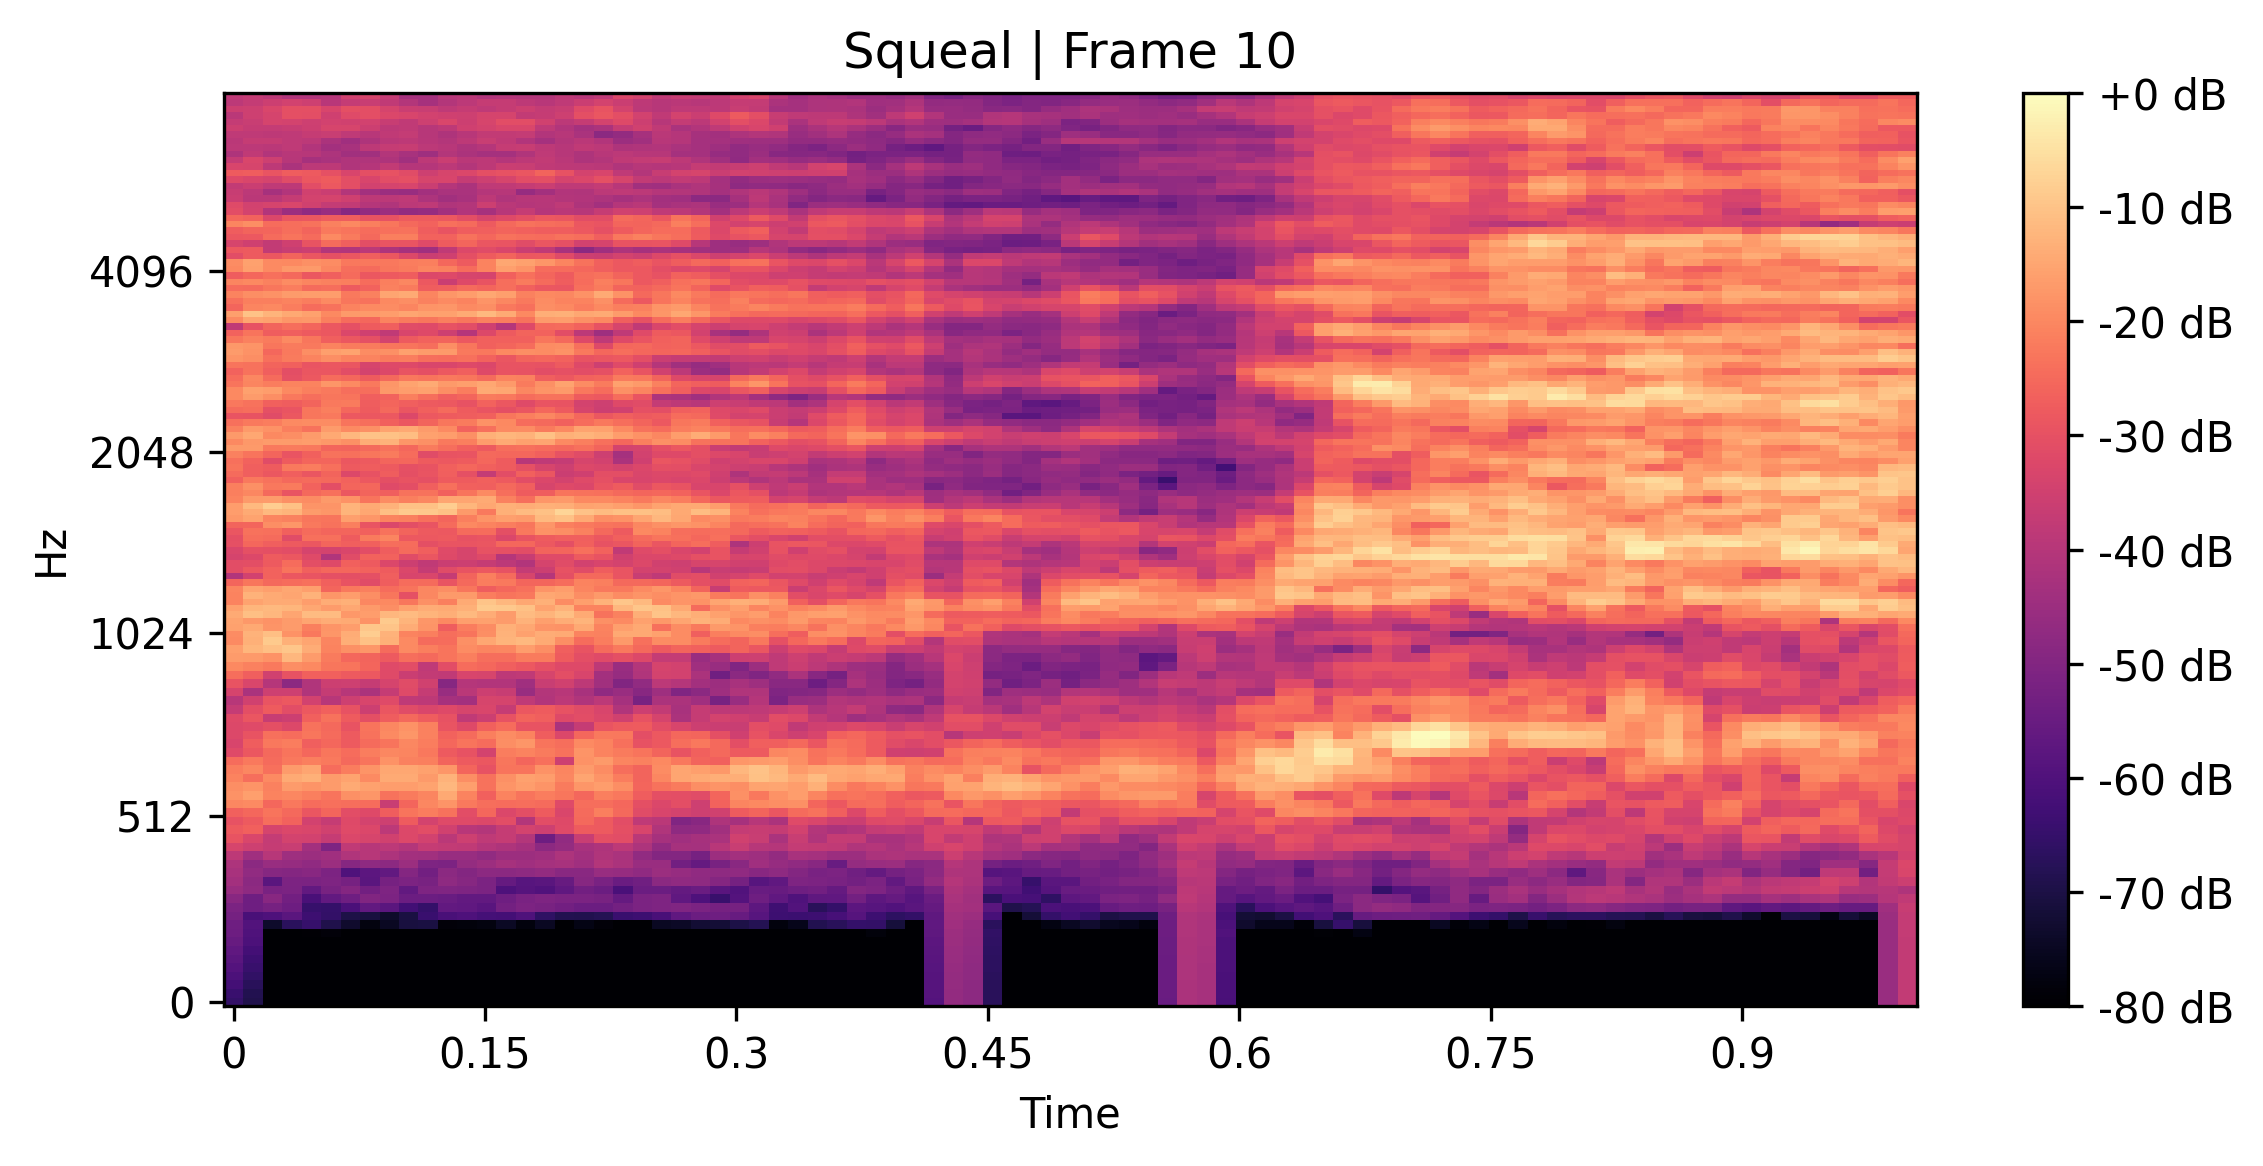 Squeal | Frame 10
+0 dB
-10 dB
-20 dB
-30 dB
-40 dB
-50 dB
-60 dB
-70 dB
-80 dB
Hz
4096
2048
1024
512
0
0 0.15 0.3 0.45 0.6 0.75 0.9
Time